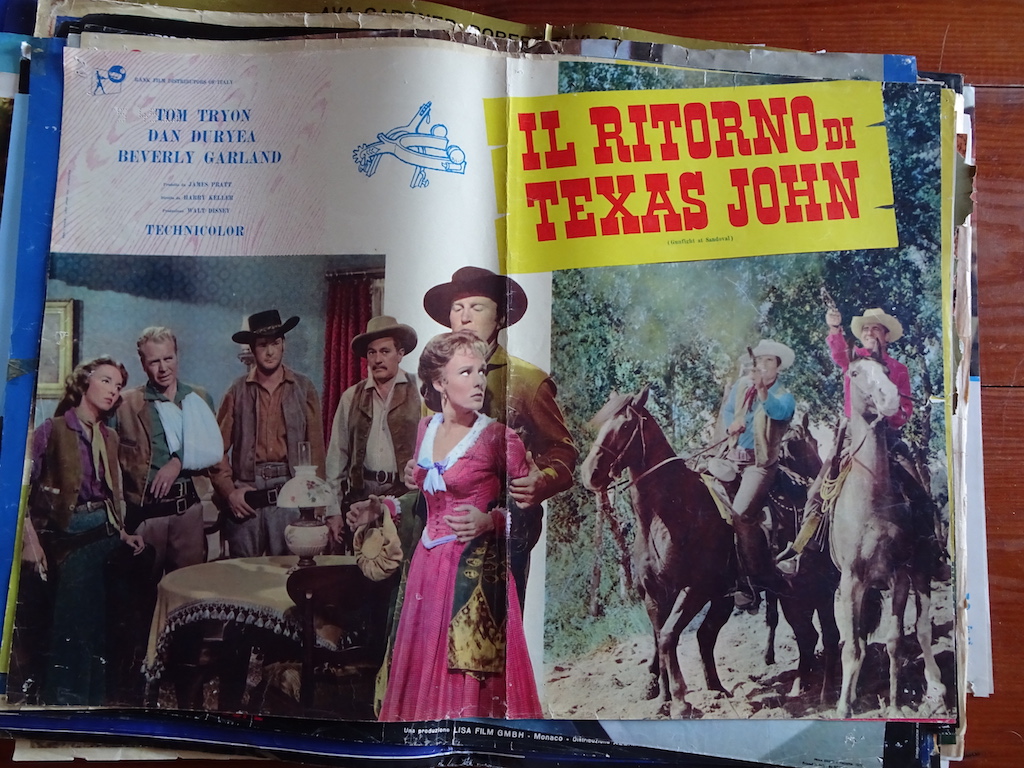 RANK FILM DISTRIBUTORS OF ITALY
TOM TRYON
DAN DURYEA
BEVERLY GARLAND
Prodotto da JAMES PRATT
Diretto da HARRY KELLER
Produzione WALT DISNEY
TECHNICOLOR
IL RITORNO DI
TEXAS JOHN
(Gunfight at Sandoval)
Una produzione LISA FILM GMBH - Monaco - Distribuzione